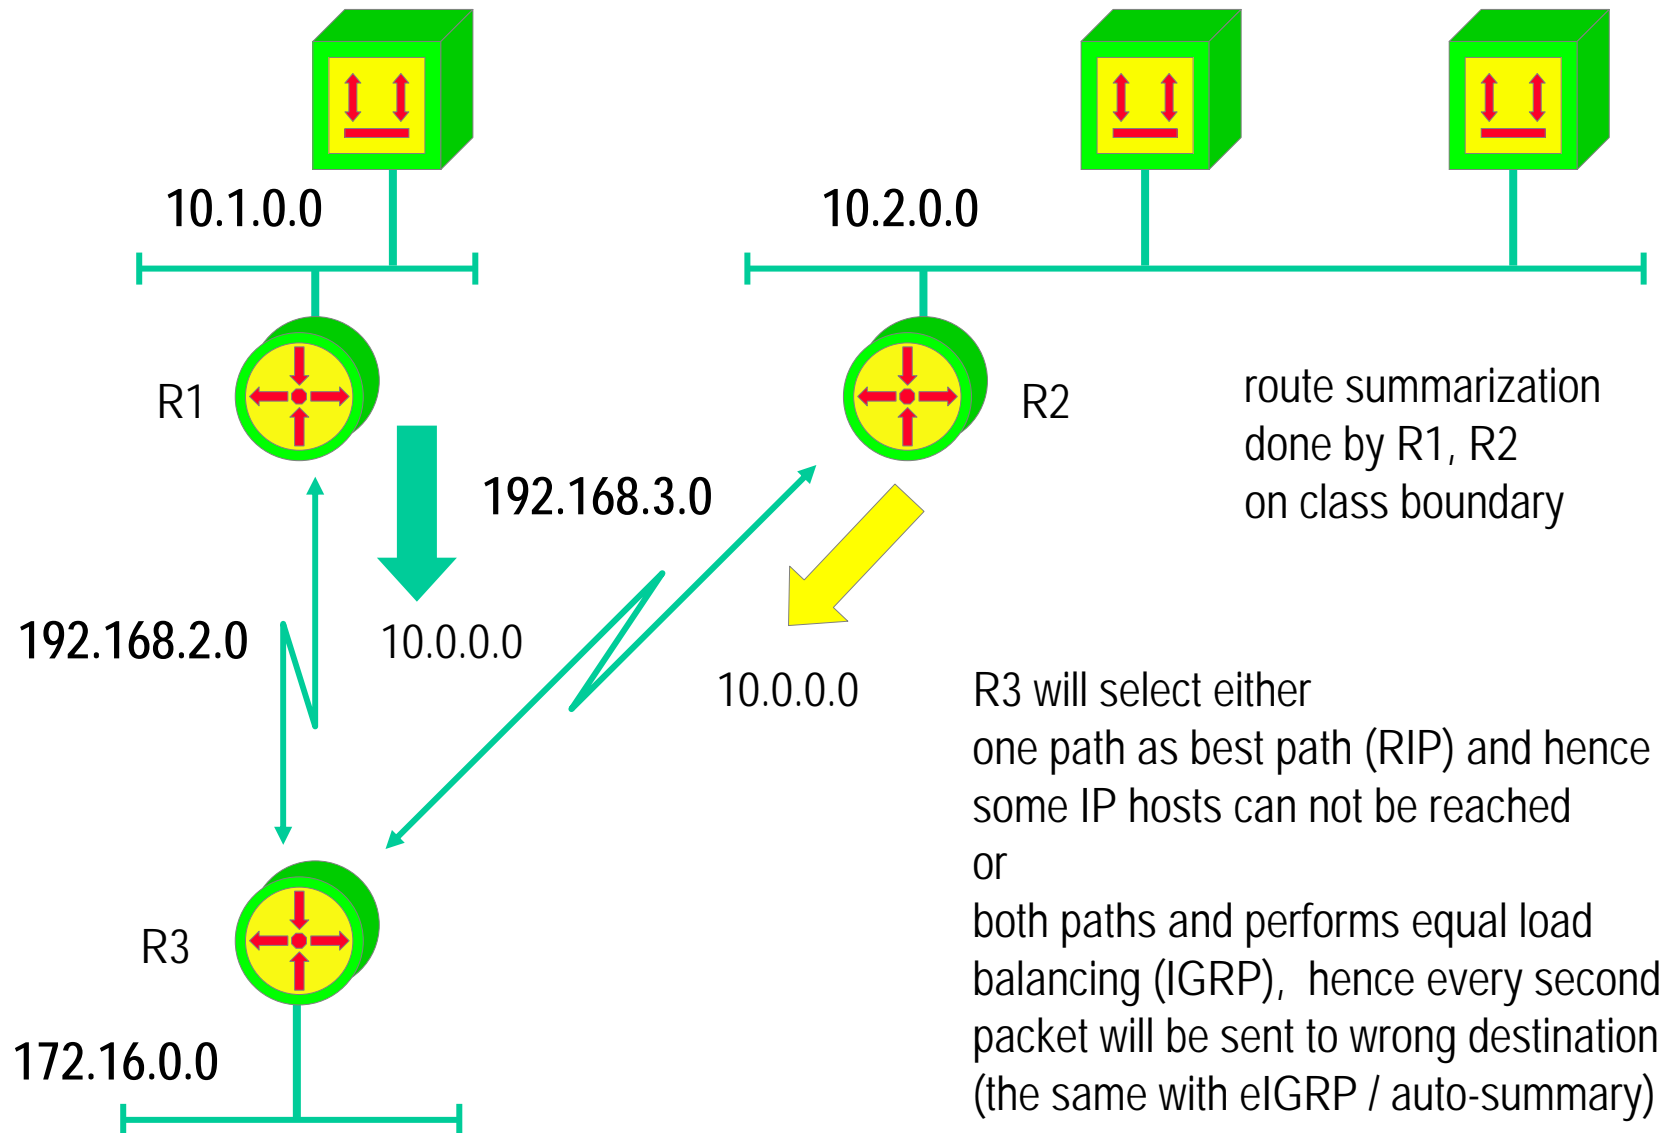 10.1.0.0
10.2.0.0
R1
R2
route summarization
done by R1, R2
on class boundary
192.168.3.0
192.168.2.0
10.0.0.0
10.0.0.0
R3 will select either
one path as best path (RIP) and hence
some IP hosts can not be reached
or
both paths and performs equal load
balancing (IGRP),  hence every second
packet will be sent to wrong destination
(the same with eIGRP / auto-summary)
R3
172.16.0.0